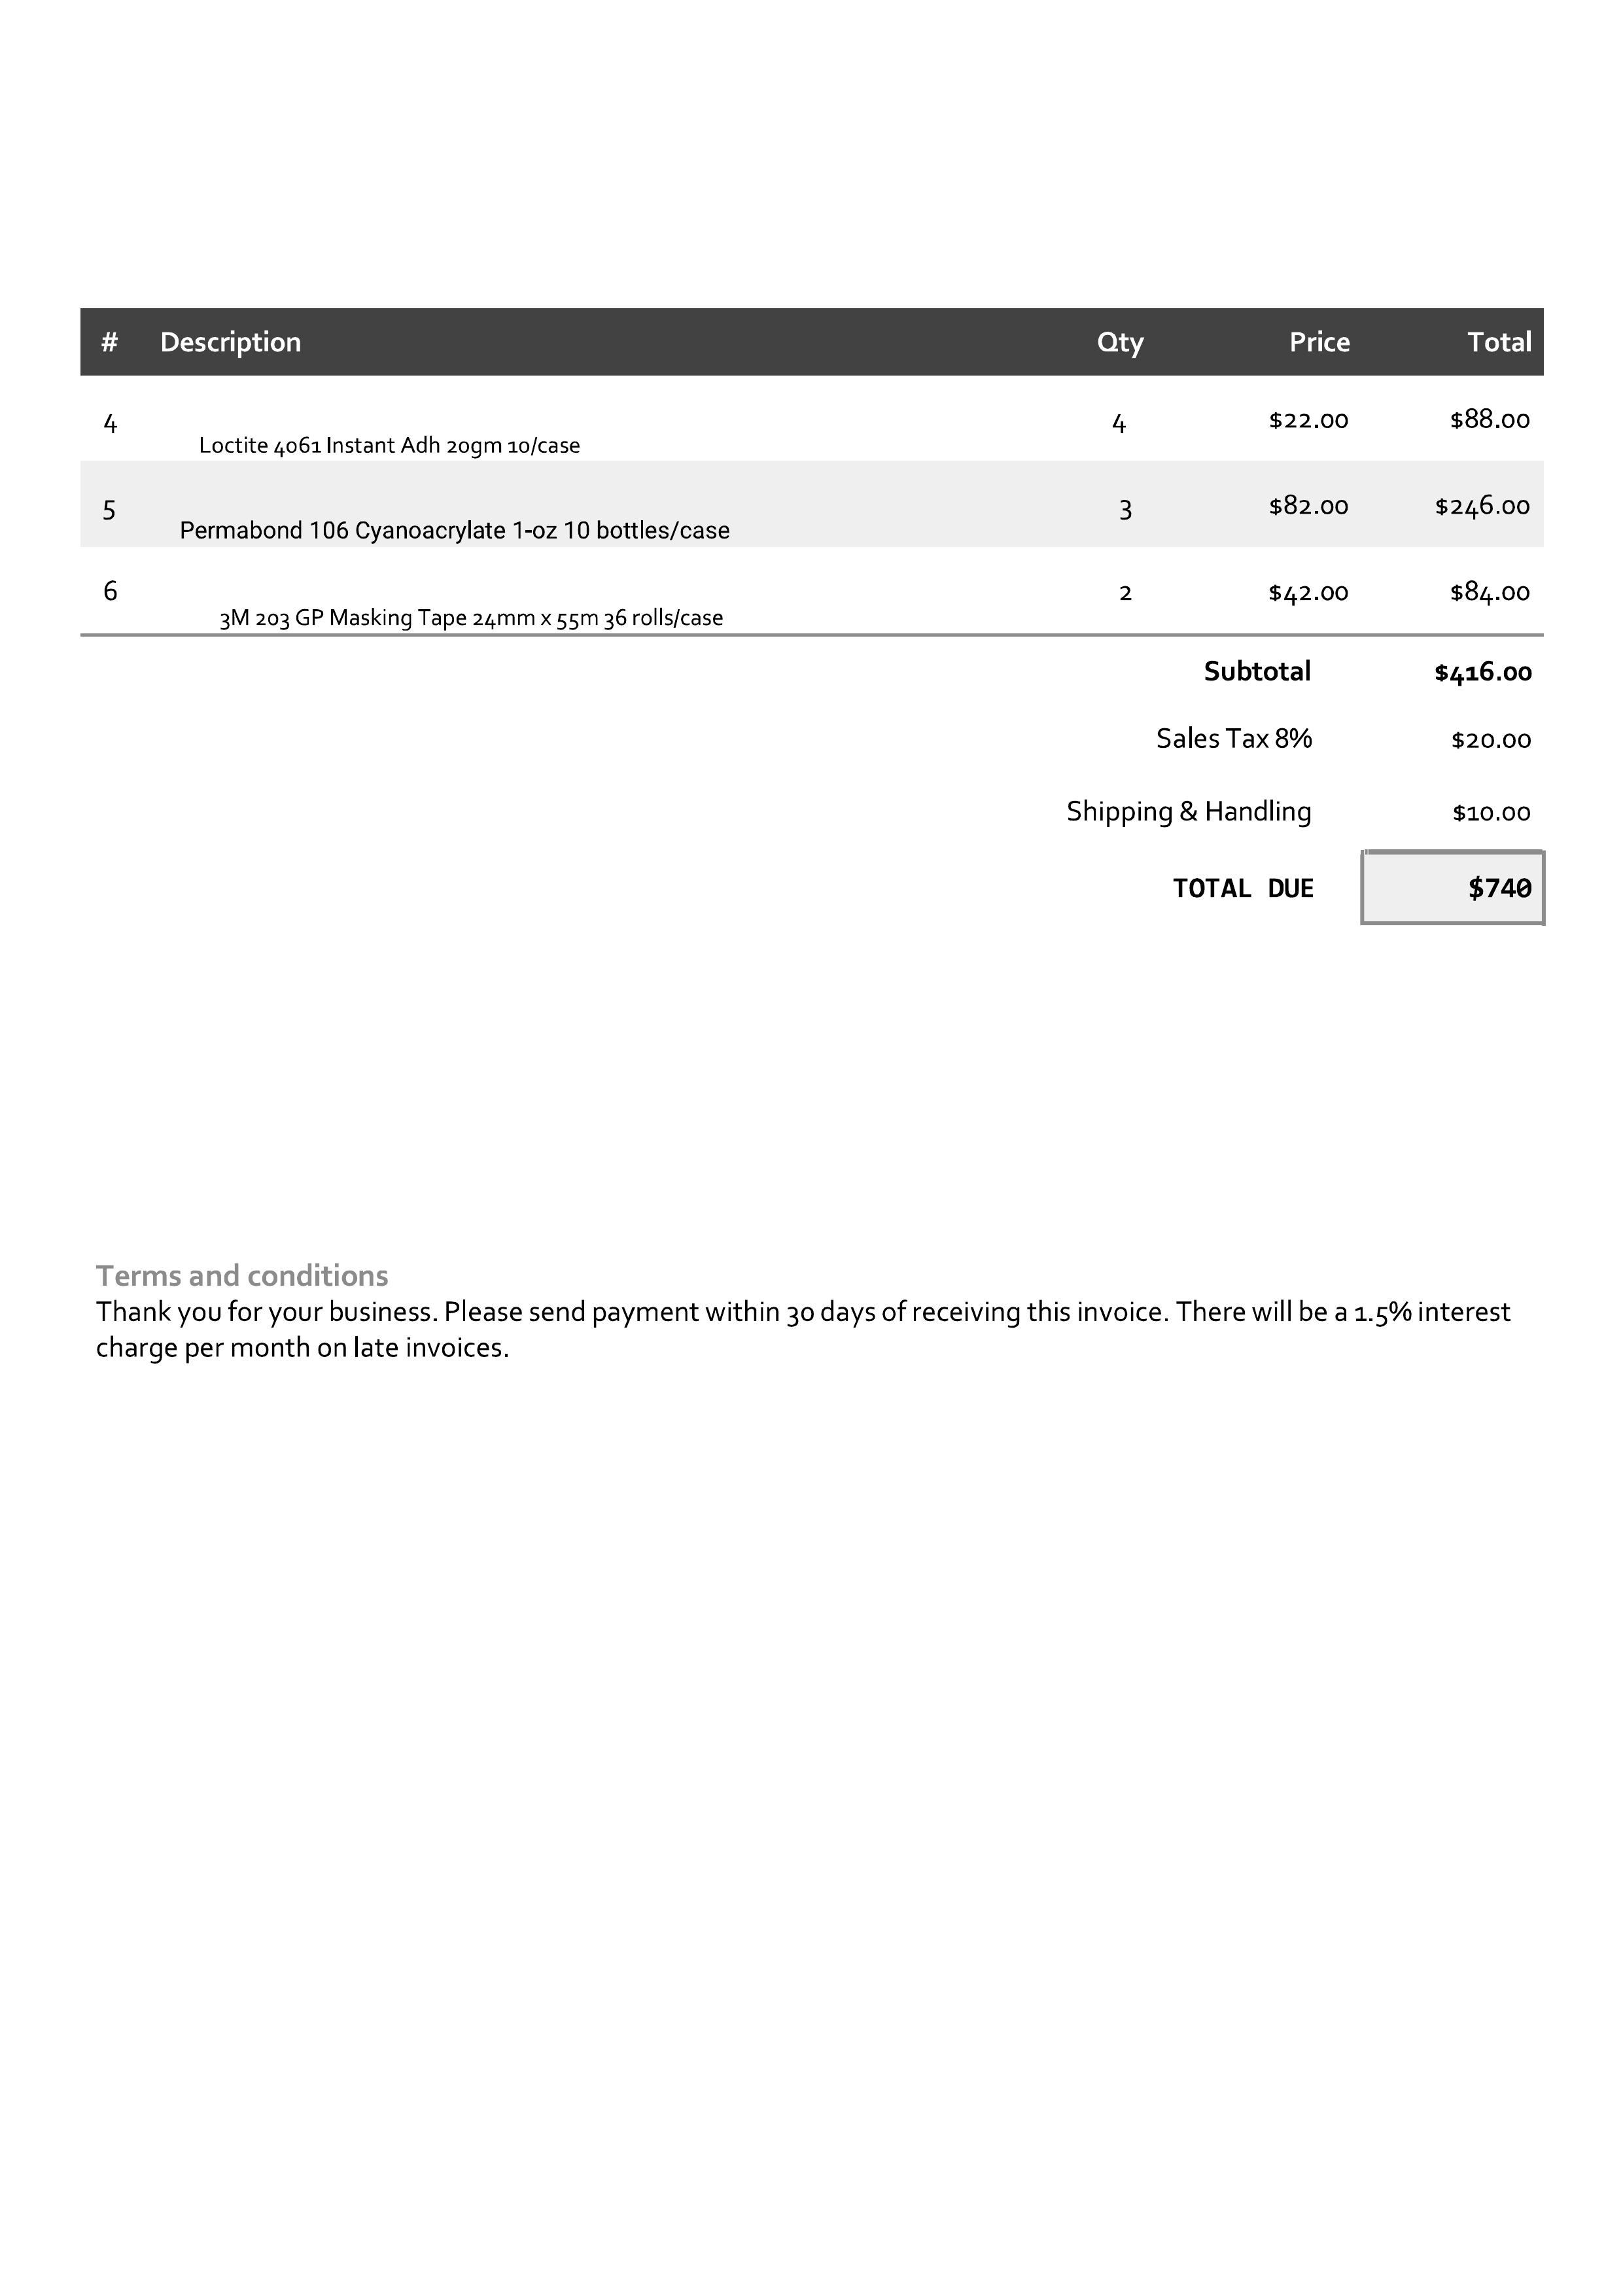 # Description Qty Price Total
4 Loctite 4061 Instant Adh 20gm 10/case 4 $22.00 $88.00
5 Permabond 106 Cyanoacrylate 1-oz 10 bottles/case 3 $82.00 $246.00
6 3M 203 GP Masking Tape 24mm x 55m 36 rolls/case 2 $42.00 $84.00
Subtotal $416.00
Sales Tax 8% $20.00
Shipping & Handling $10.00
TOTAL DUE $740
Terms and conditions
Thank you for your business. Please send payment within 30 days of receiving this invoice. There will be a 1.5% interest
charge per month on late invoices.